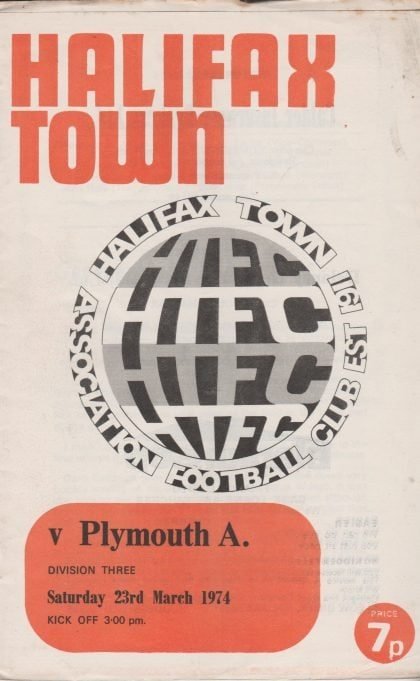 HALIFAX
TOWN
HALIFAX TOWN
ASSOCIATION FOOTBALL CLUB EST 1911
HTFC
HTFC
HTFC
HTFC
v Plymouth A.
DIVISION THREE
Saturday 23rd March 1974
KICK OFF 3·00 pm.
PRICE
7p